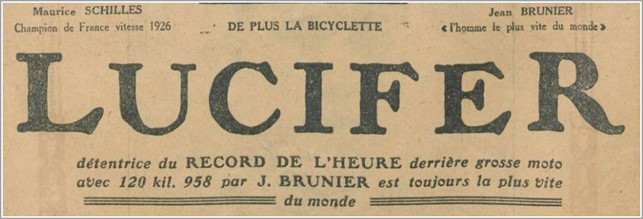 Maurice SCHILLES
Champion de France vitesse 1926
DE PLUS LA BICYCLETTE
Jean BRUNIER
«l'homme le plus vite du monde»
LUCIFER
détentrice du RECORD DE L'HEURE derrière grosse moto
avec 120 kil. 958 par J. BRUNIER est toujours la plus vite
du monde